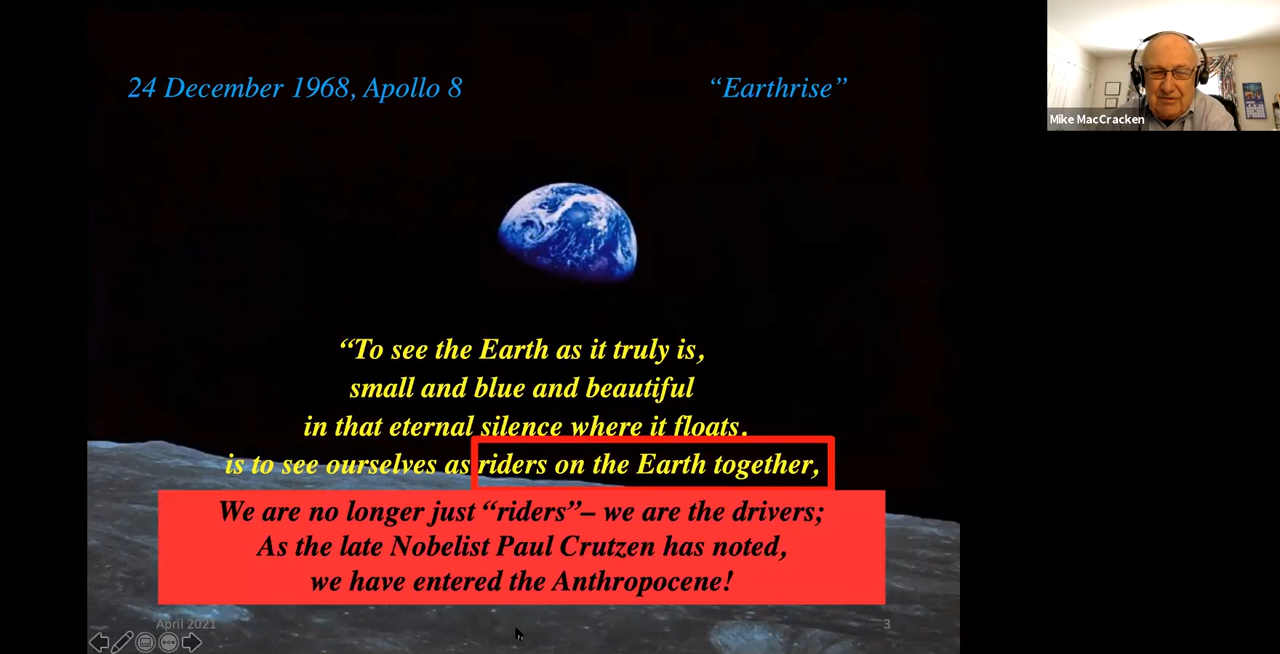 24 December 1968, Apollo 8
“Earthrise”
Mike MacCracken
“To see the Earth as it truly is,
small and blue and beautiful
in that eternal silence where it floats.
is to see ourselves as riders on the Earth together,
We are no longer just “riders”– we are the drivers;
As the late Nobelist Paul Crutzen has noted,
we have entered the Anthropocene!
April 2021
3